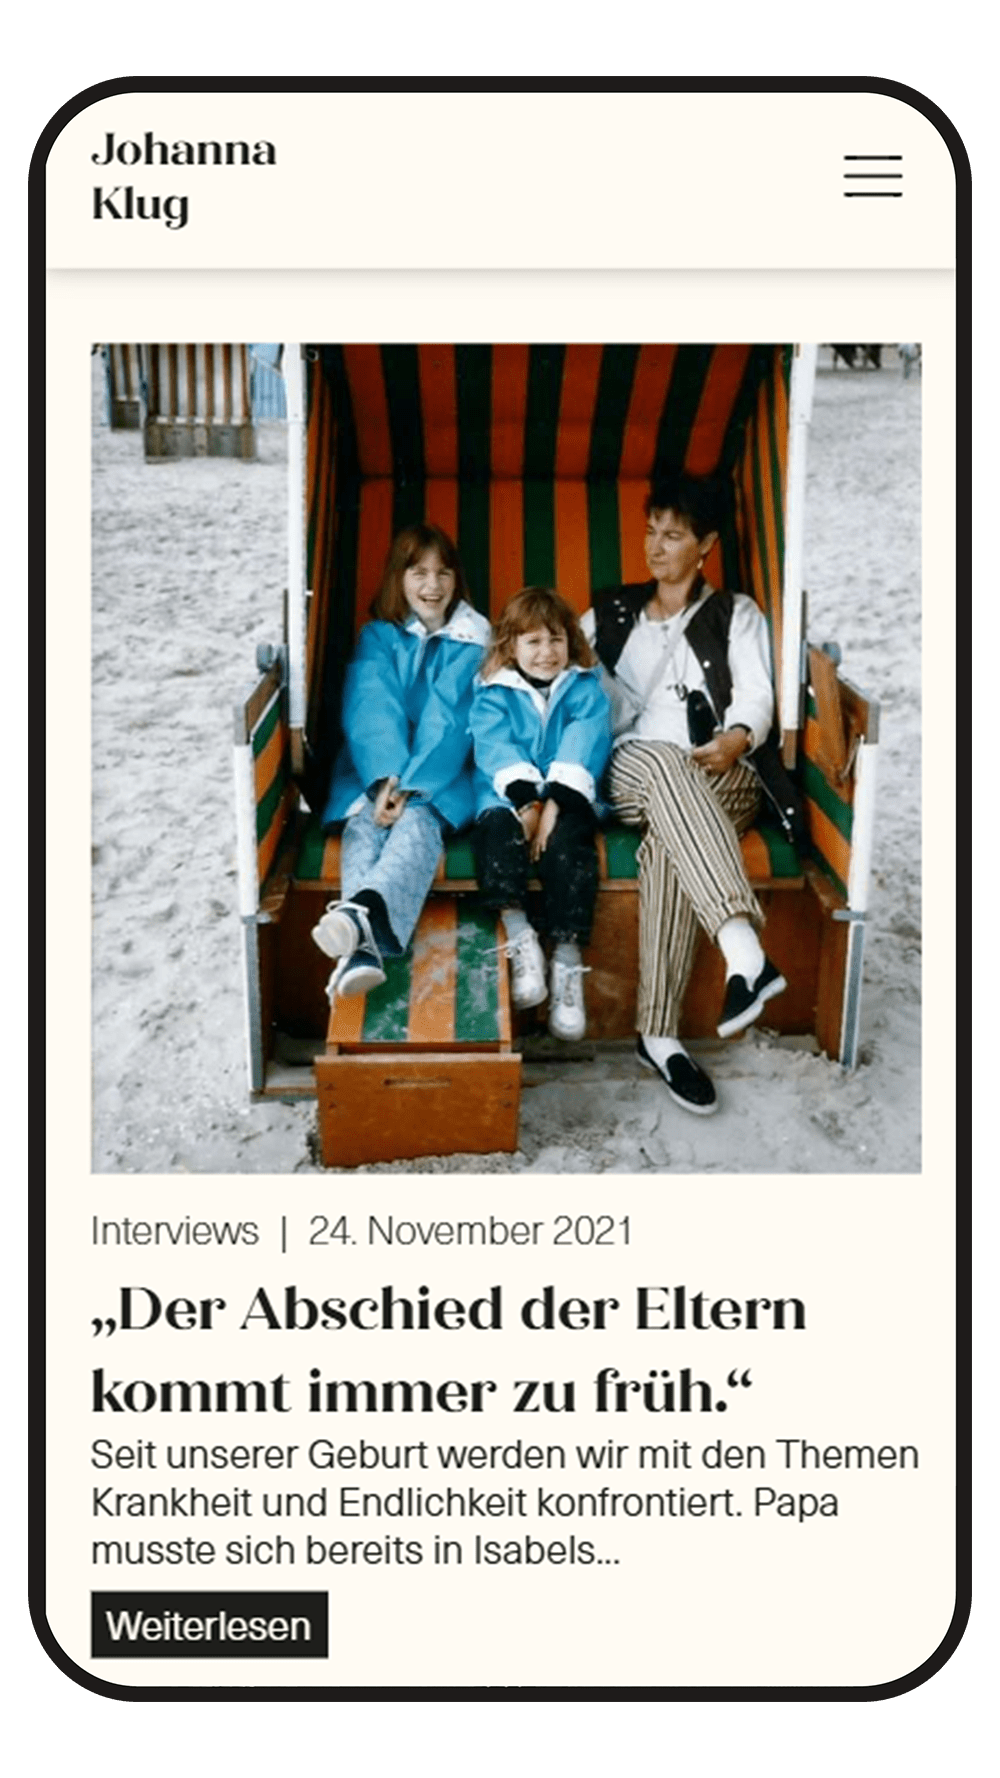 Johanna
Klug
Interviews | 24. November 2021
„Der Abschied der Eltern
kommt immer zu früh.“
Seit unserer Geburt werden wir mit den Themen
Krankheit und Endlichkeit konfrontiert. Papa
musste sich bereits in Isabels...
Weiterlesen